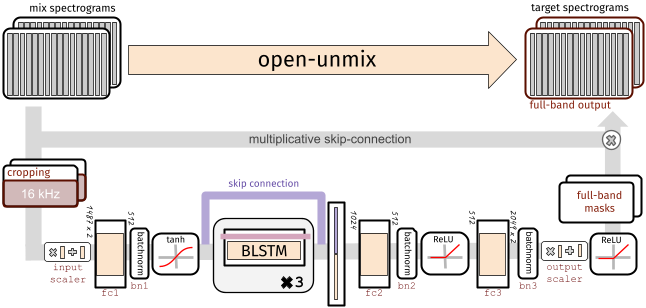 mix spectrograms
target spectrograms
open-unmix
full-band output
multiplicative skip-connection
cropping
16 kHz
skip connection
full-band
masks
1487 x 2
512
1024
512
512
2049 x 2
batchnorm
tanh
BLSTM
3
batchnorm
ReLU
batchnorm
ReLU
input
scaler
fc1
bn1
fc2
bn2
fc3
bn3
output
scaler